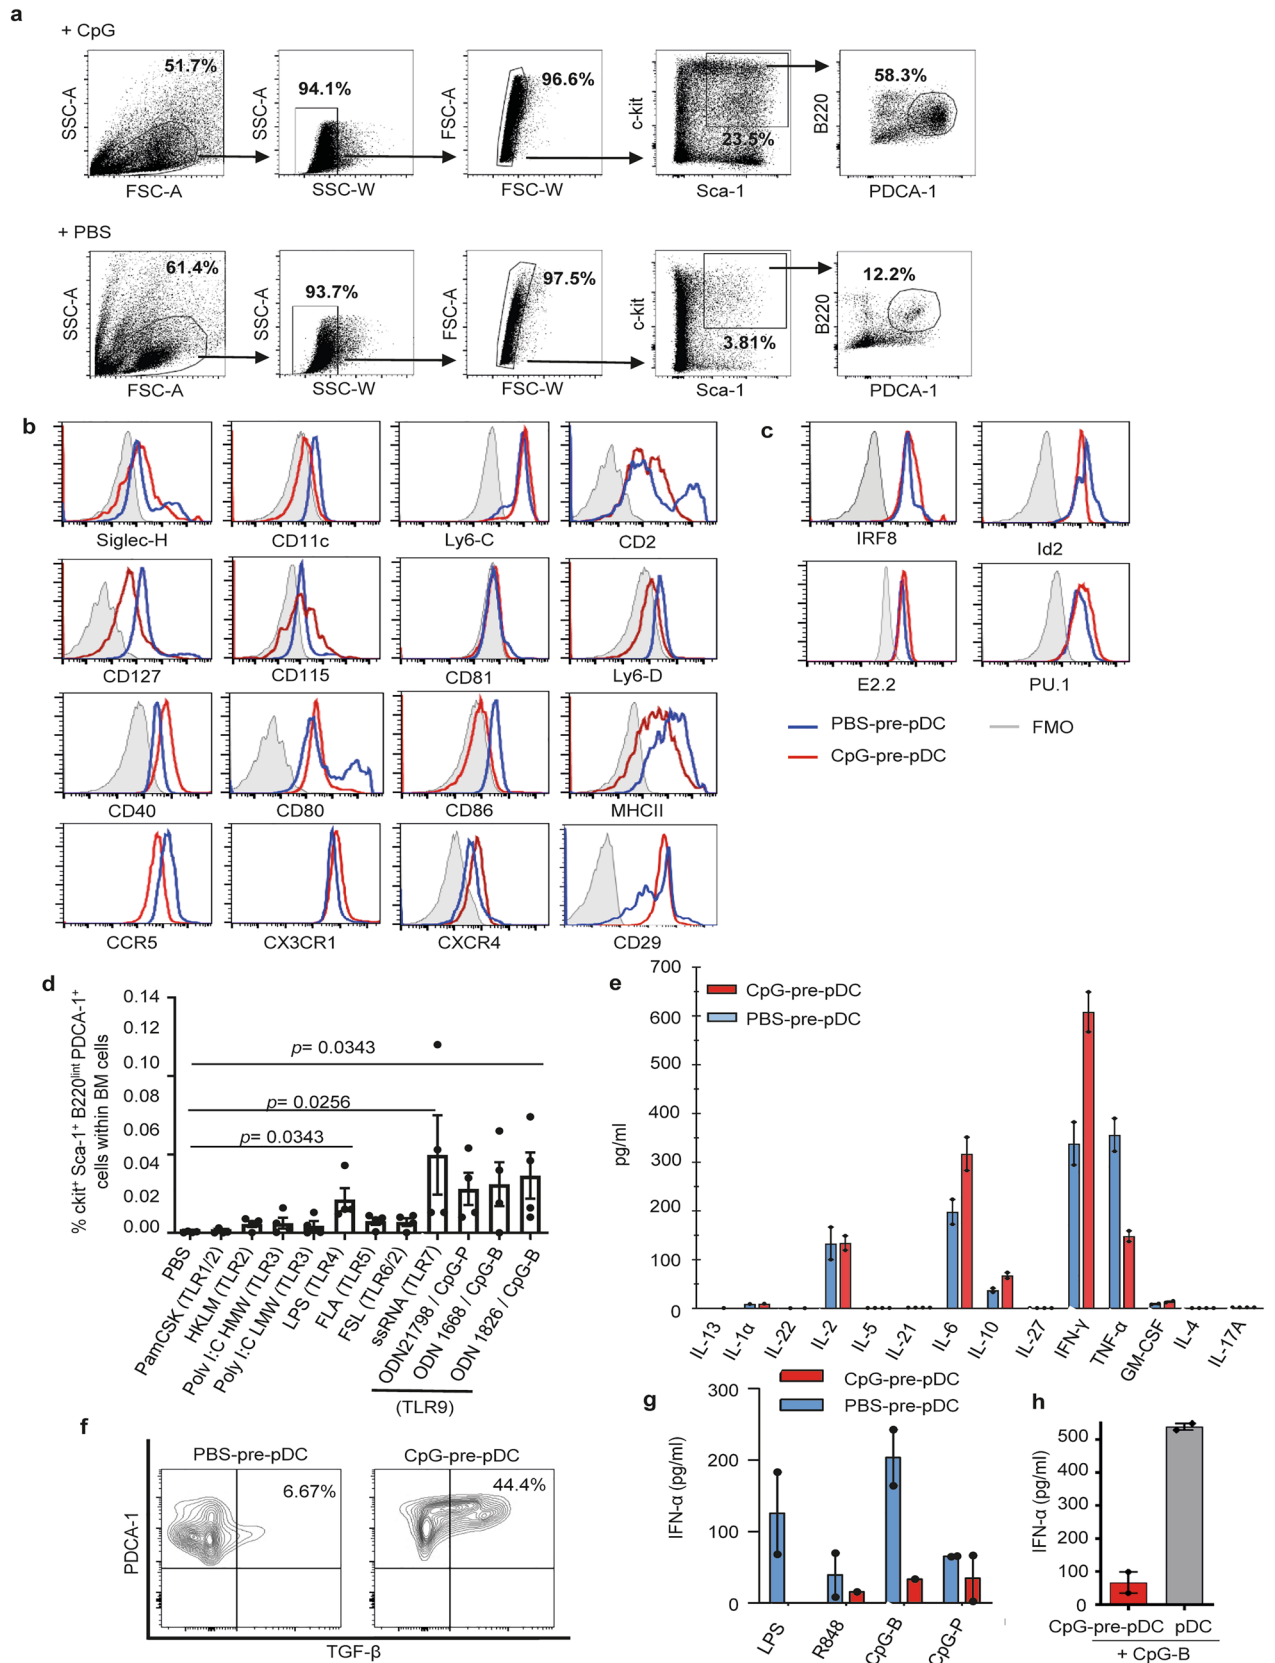 a
+ CpG
51.7%
94.1%
96.6%
23.5%
58.3%
SSC-A
SSC-A
FSC-A
c-kit
B220
FSC-A
SSC-W
FSC-W
Sca-1
PDCA-1
+ PBS
61.4%
93.7%
97.5%
3.81%
12.2%
SSC-A
SSC-A
FSC-A
c-kit
B220
FSC-A
SSC-W
FSC-W
Sca-1
PDCA-1
b
Siglec-H
CD11c
Ly6-C
CD2
CD127
CD115
CD81
Ly6-D
CD40
CD80
CD86
MHCII
CCR5
CX3CR1
CXCR4
CD29
c
IRF8
Id2
E2.2
PU.1
PBS-pre-pDC
FMO
CpG-pre-pDC
d
% ckit⁺ Sca-1⁺ B220ˡⁱⁿᵗ PDCA-1⁺
cells within BM cells
0.14
0.10
0.08
0.06
0.04
0.02
0.00
p= 0.0343
p= 0.0256
p= 0.0343
PBS
PamCSK (TLR1/2)
HKLM (TLR2)
Polv I:C HMW (TLR3)
Poly I:C LMW (TLR3)
LPS (TLR4)
FLA (TLR5)
FSL (TLR6/2)
ssRNA (TLR7)
ODN21798 / CpG-P
ODN 1668 / CpG-B
ODN 1826 / CpG-B
(TLR9)
e
pg/ml
700
600
500
400
300
200
100
0
CpG-pre-pDC
PBS-pre-pDC
IL-13
IL-1α
IL-22
IL-2
IL-5
IL-21
IL-6
IL-10
IL-27
IFN-γ
TNF-α
GM-CSF
IL-4
IL-17A
f
PBS-pre-pDC
CpG-pre-pDC
6.67%
44.4%
PDCA-1
TGF-β
g
CpG-pre-pDC
PBS-pre-pDC
IFN-α (pg/ml)
300
200
100
0
LPS
R848
CpG-B
CpG-P
h
IFN-α (pg/ml)
500
400
300
200
100
0
CpG-pre-pDC
pDC
+ CpG-B